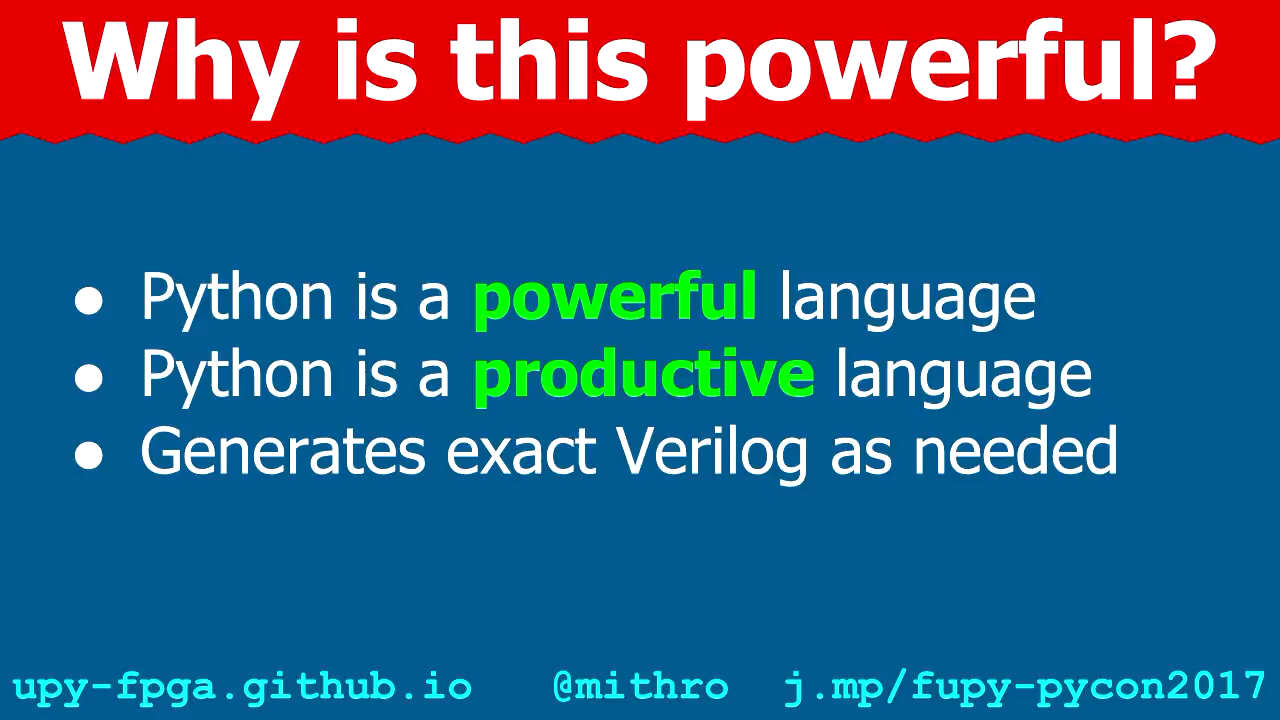 Why is this powerful?
● Python is a powerful language
● Python is a productive language
● Generates exact Verilog as needed
upy-fpga.github.io @mithro j.mp/fupy-pycon2017